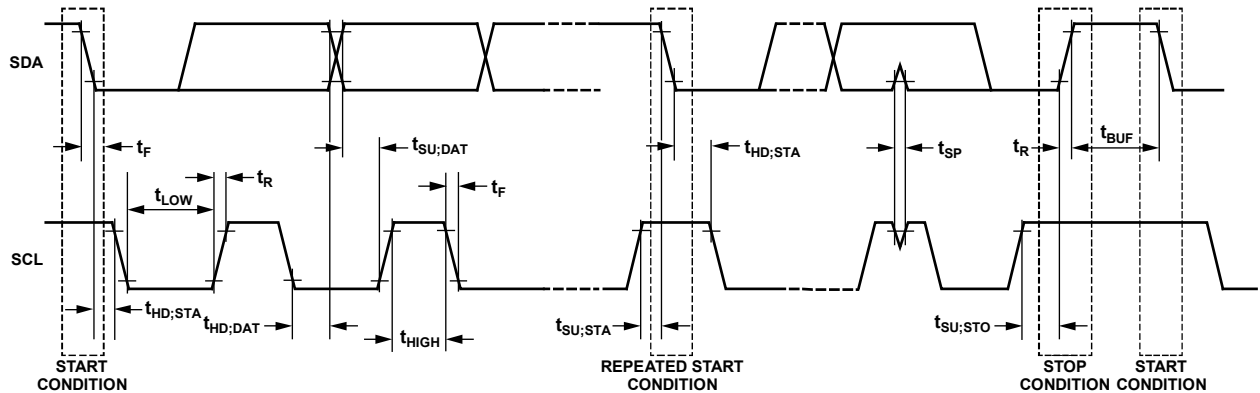 SDA
tF
tSU;DAT
tHD;STA
tSP
tR
tBUF
tLOW
tR
tF
SCL
tHD;STA
tHD;DAT
tHIGH
tSU;STA
tSU;STO
START
CONDITION
REPEATED START
CONDITION
STOP
CONDITION
START
CONDITION